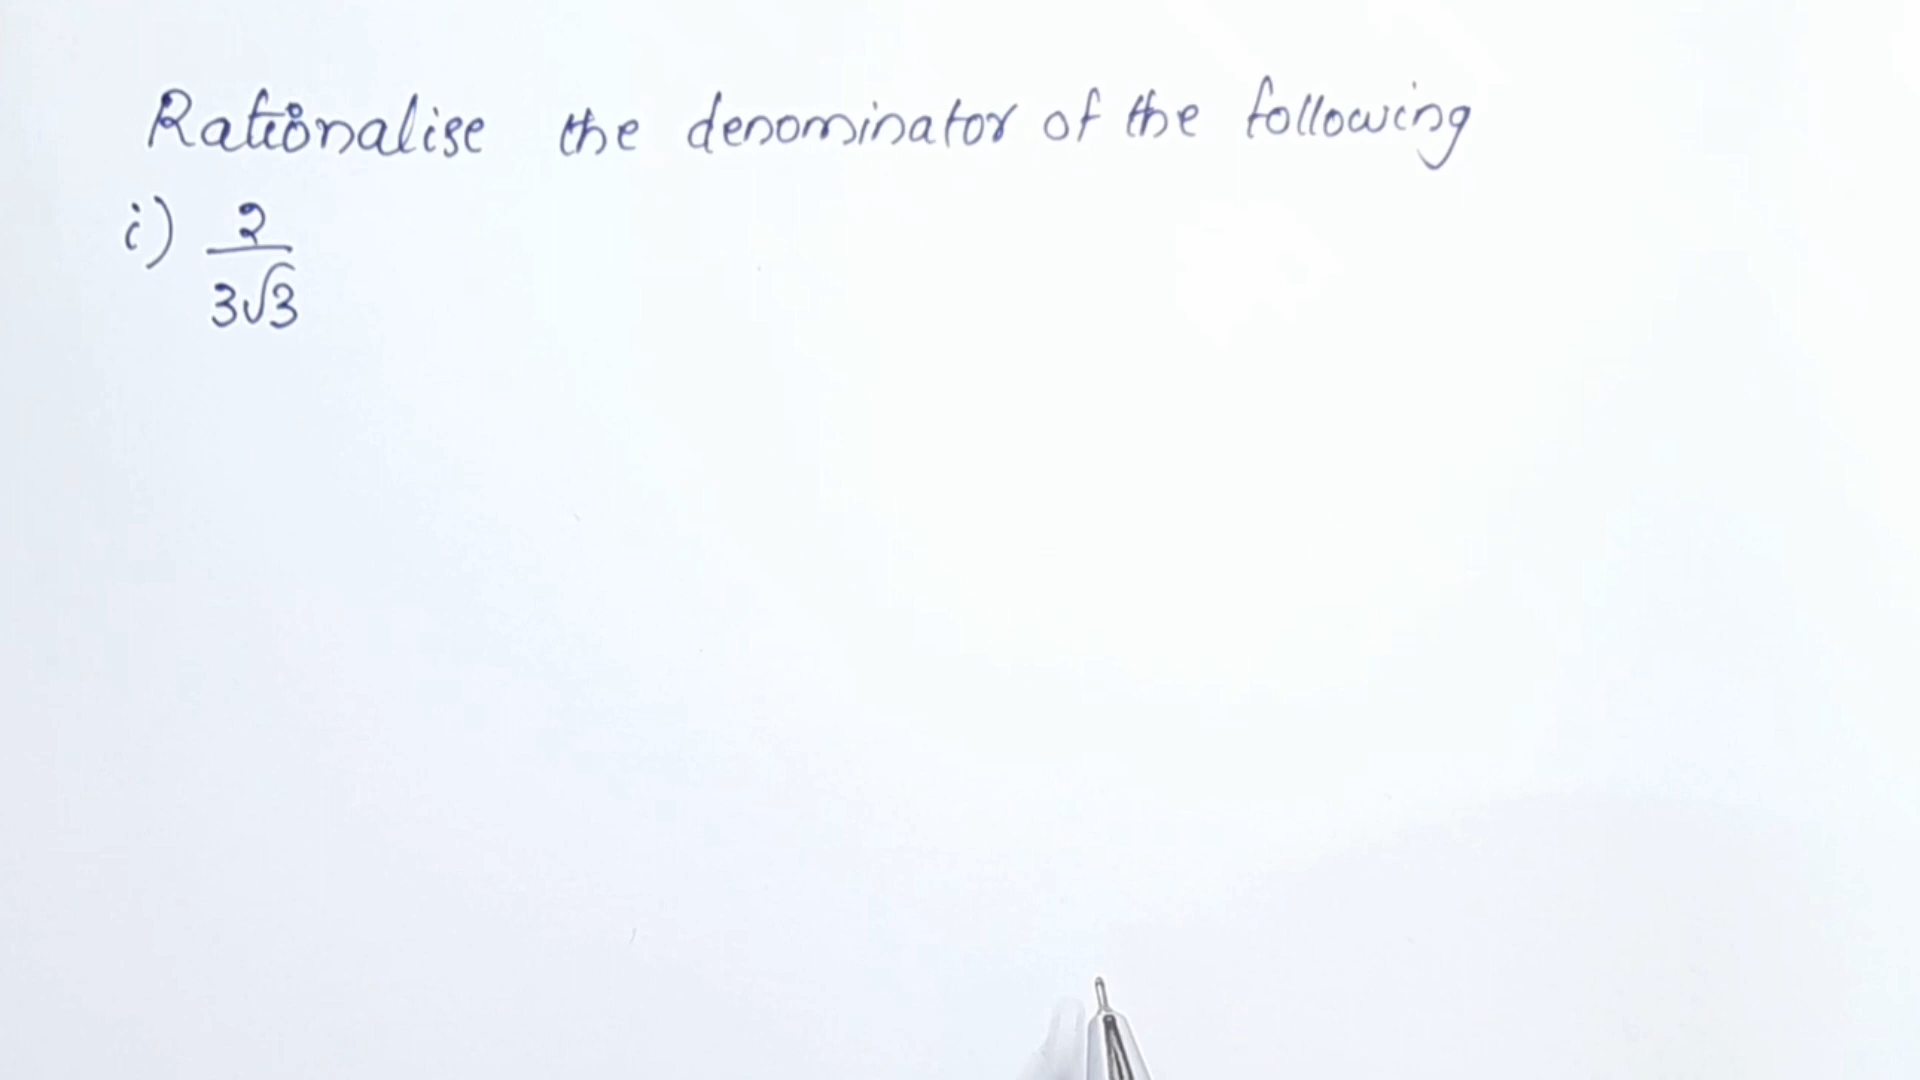 Rationalise the denominator of the following
i) 2
3√3